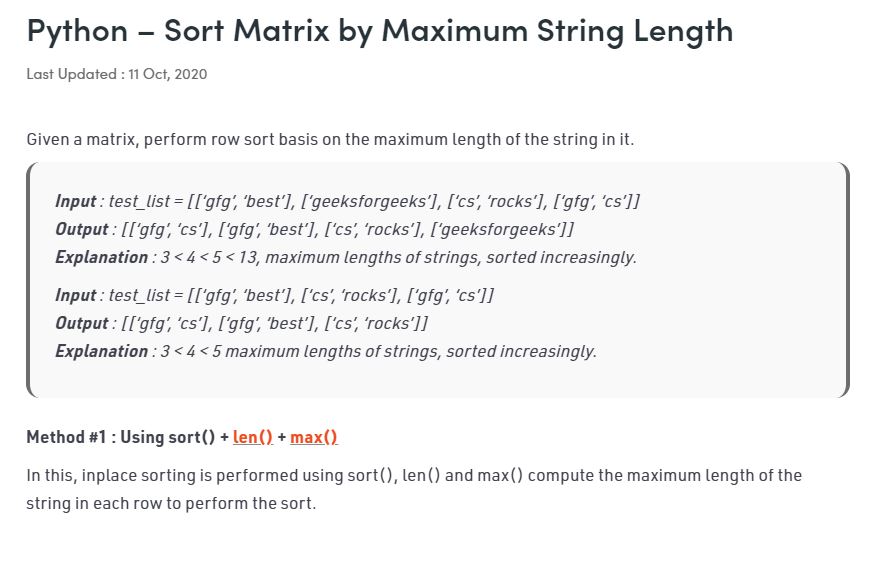 Python – Sort Matrix by Maximum String Length
Last Updated : 11 Oct, 2020
Given a matrix, perform row sort basis on the maximum length of the string in it.
Input : test_list = [['gfg', 'best'], ['geeksforgeeks'], ['cs', 'rocks'], ['gfg', 'cs']]
Output : [['gfg', 'cs'], ['gfg', 'best'], ['cs', 'rocks'], ['geeksforgeeks']]
Explanation : 3 < 4 < 5 < 13, maximum lengths of strings, sorted increasingly.
Input : test_list = [['gfg', 'best'], ['cs', 'rocks'], ['gfg', 'cs']]
Output : [['gfg', 'cs'], ['gfg', 'best'], ['cs', 'rocks']]
Explanation : 3 < 4 < 5 maximum lengths of strings, sorted increasingly.
Method #1 : Using sort() + len() + max()
In this, inplace sorting is performed using sort(), len() and max() compute the maximum length of the
string in each row to perform the sort.